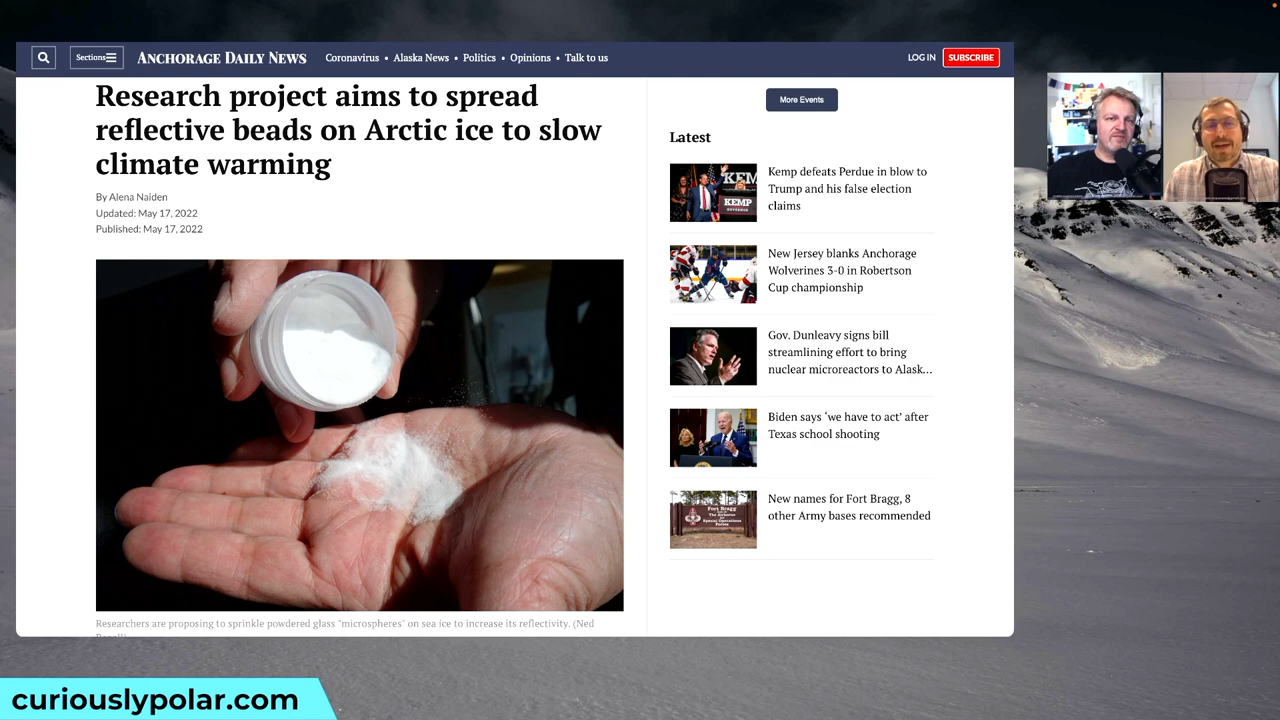 Sections
ANCHORAGE DAILY NEWS
Coronavirus • Alaska News • Politics • Opinions • Talk to us
LOG IN
SUBSCRIBE
Research project aims to spread
reflective beads on Arctic ice to slow
climate warming
By Alena Naiden
Updated: May 17, 2022
Published: May 17, 2022
Researchers are proposing to sprinkle powdered glass "microspheres" on sea ice to increase its reflectivity. (Ned
More Events
Latest
KEMP
KEMP
Kemp defeats Perdue in blow to
Trump and his false election
claims
New Jersey blanks Anchorage
Wolverines 3-0 in Robertson
Cup championship
Gov. Dunleavy signs bill
streamlining effort to bring
nuclear microreactors to Alask...
Biden says ‘we have to act’ after
Texas school shooting
Fort Bragg
New names for Fort Bragg, 8
other Army bases recommended
curiouslypolar.com